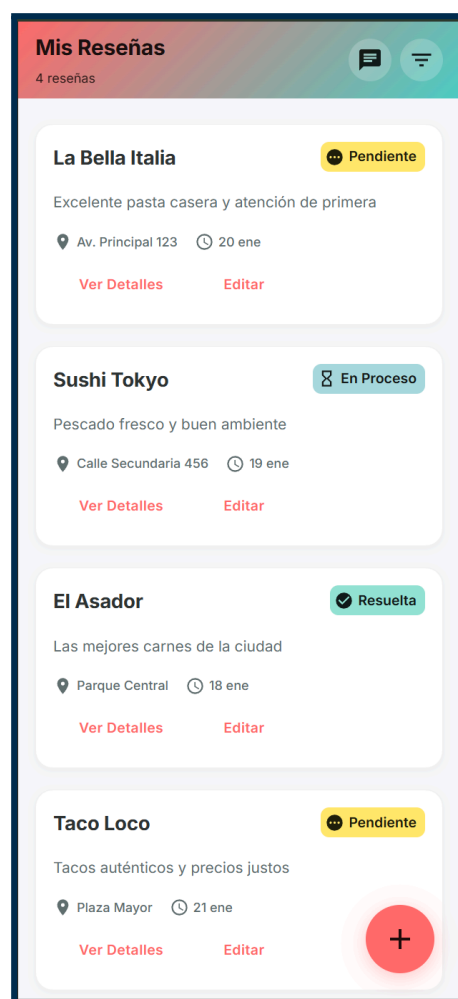 Mis Reseñas
4 reseñas
La Bella Italia
Pendiente
Excelente pasta casera y atención de primera
Av. Principal 123
20 ene
Ver Detalles
Editar
Sushi Tokyo
En Proceso
Pescado fresco y buen ambiente
Calle Secundaria 456
19 ene
Ver Detalles
Editar
El Asador
Resuelta
Las mejores carnes de la ciudad
Parque Central
18 ene
Ver Detalles
Editar
Taco Loco
Pendiente
Tacos auténticos y precios justos
Plaza Mayor
21 ene
Ver Detalles
Editar